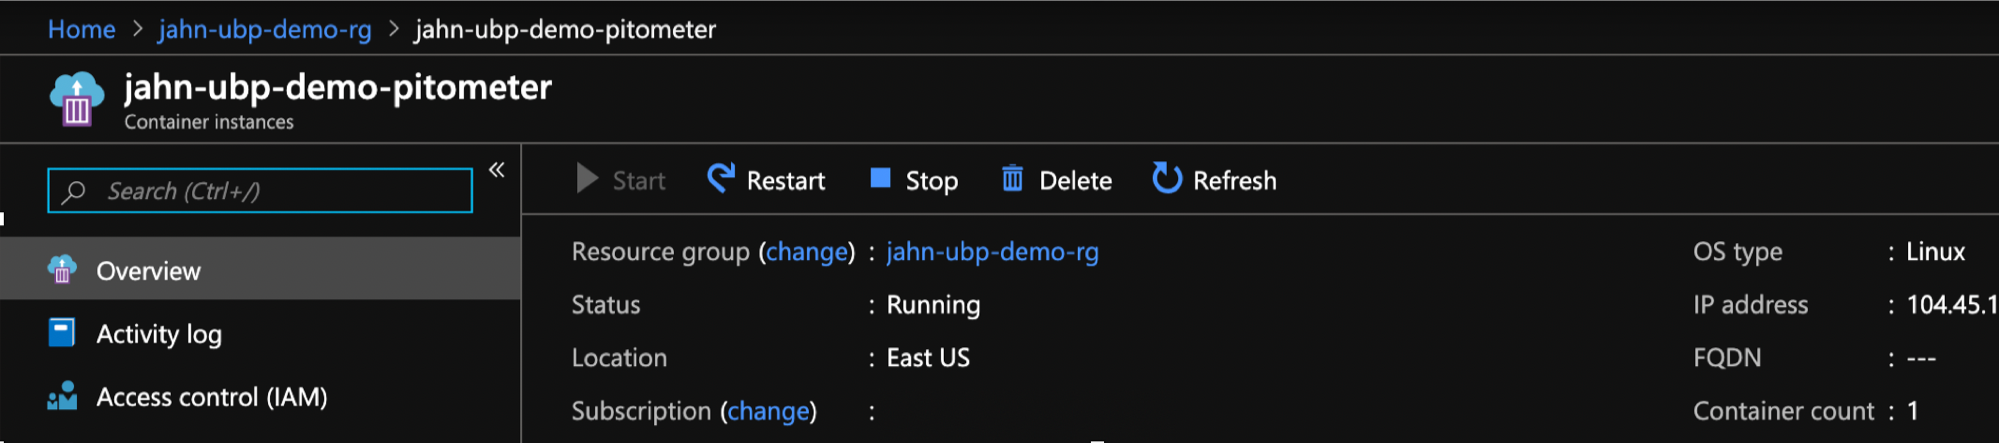 Home > jahn-ubp-demo-rg > jahn-ubp-demo-pitometer
jahn-ubp-demo-pitometer
Container instances
Search (Ctrl+/)
«
Start Restart Stop Delete Refresh
Overview
Activity log
Access control (IAM)
Resource group (change) : jahn-ubp-demo-rg
Status : Running
Location : East US
Subscription (change) :
OS type : Linux
IP address : 104.45.1
FQDN : ---
Container count : 1